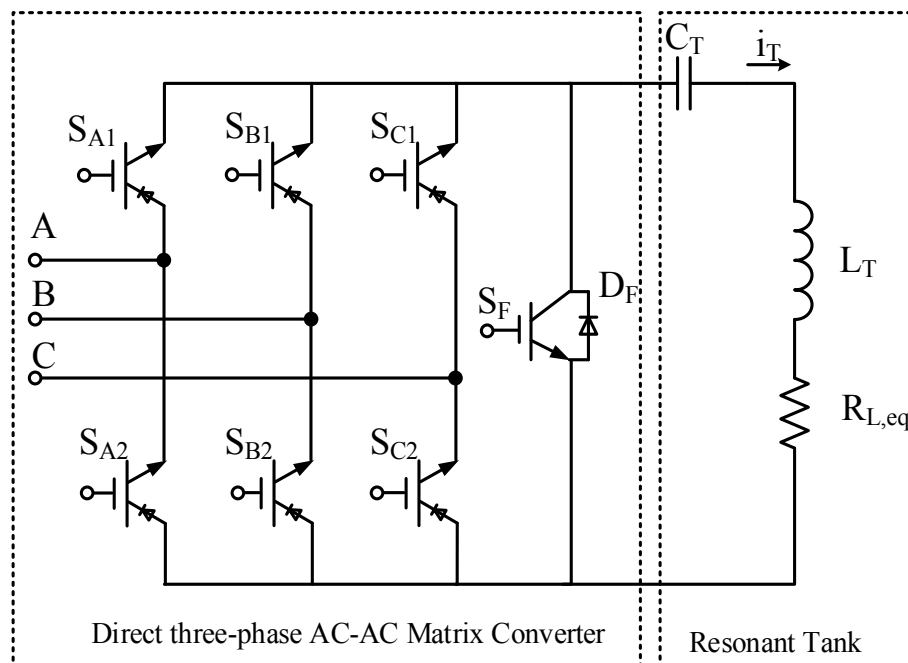 C_T
i_T
S_A1
S_B1
S_C1
A
B
C
S_F
D_F
L_T
R_L,eq
S_A2
S_B2
S_C2
Direct three-phase AC-AC Matrix Converter
Resonant Tank